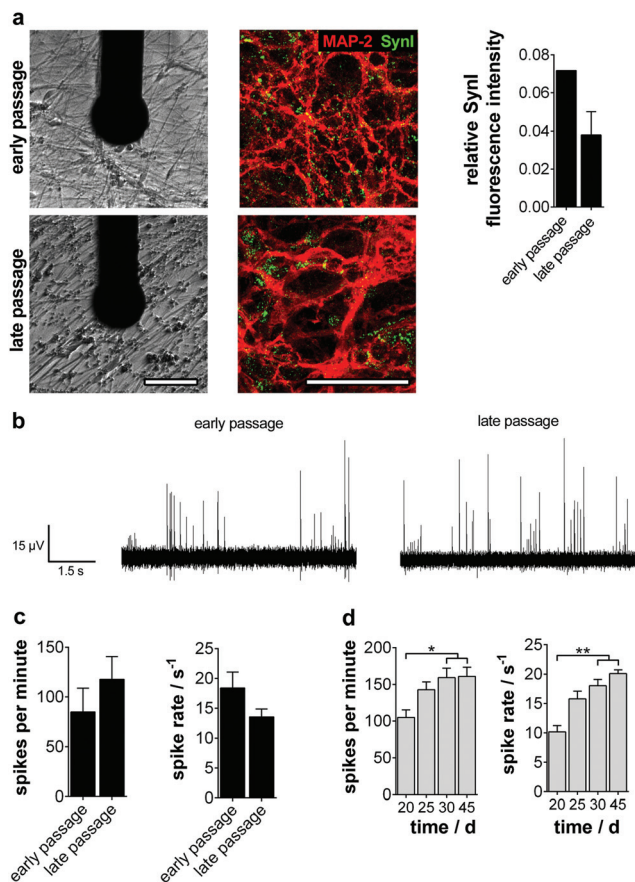 a
early passage
late passage
MAP-2 SynI
relative SynI
fluorescence intensity
0.08
0.06
0.04
0.02
0.00
early passage
late passage
b
early passage
late passage
15 µV
1.5 s
c
spikes per minute
150
100
50
0
early passage
late passage
spike rate / s-1
25
20
15
10
5
0
early passage
late passage
d
spikes per minute
200
150
100
50
0
*
20 25 30 45
time / d
spike rate / s-1
25
20
15
10
5
0
**
20 25 30 45
time / d